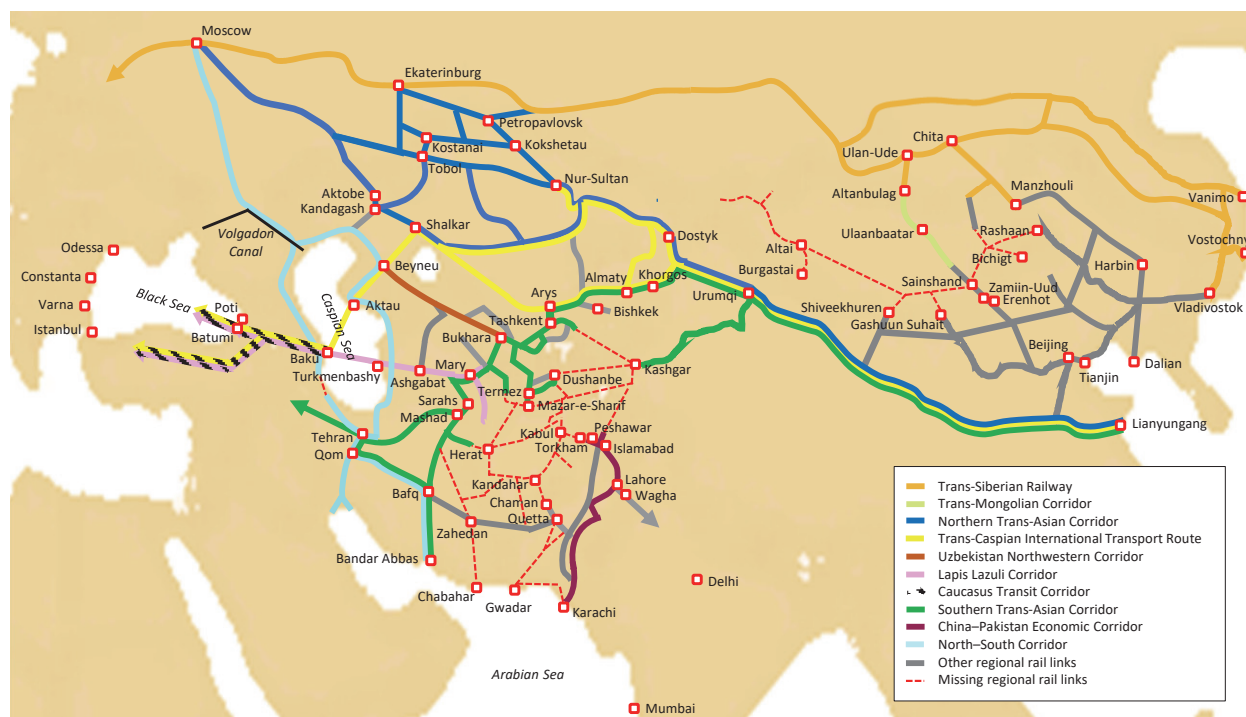 Moscow
Ekaterinburg
Petropavlovsk
Kostanai
Kokshetau
Tobol
Chita
Ulan-Ude
Nur-Sultan
Altanbulag
Manzhouli
Vanimo
Aktobe
Kandagash
Shalkar
Volgadon
Canal
Ulaanbaatar
Rashaan
Odessa
Dostyk
Altai
Bichigt
Vostochny
Beyneu
Burgastai
Harbin
Constanta
Almaty
Khorgos
Sainshand
Zamiin-Uud
Erenhot
Varna
Black Sea
Poti
Caspian Sea
Aktau
Arys
Urumqi
Shiveekhuren
Vladivostok
Istanbul
Batumi
Tashkent
Bishkek
Gashuun Suhait
Bukhara
Baku
Beijing
Turkmenbashy
Mary
Ashgabat
Kashgar
Dushanbe
Tianjin
Dalian
Termez
Sarahs
Mashad
Mazar-e-Sharif
Tehran
Kabul
Peshawar
Torkham
Islamabad
Lianyungang
Qom
Herat
Kandahar
Lahore
Wagha
Bafq
Chaman
Quetta
Zahedan
Bandar Abbas
Chabahar
Gwadar
Karachi
Delhi
Arabian Sea
Mumbai
Trans-Siberian Railway
Trans-Mongolian Corridor
Northern Trans-Asian Corridor
Trans-Caspian International Transport Route
Uzbekistan Northwestern Corridor
Lapis Lazuli Corridor
Caucasus Transit Corridor
Southern Trans-Asian Corridor
China–Pakistan Economic Corridor
North–South Corridor
Other regional rail links
Missing regional rail links